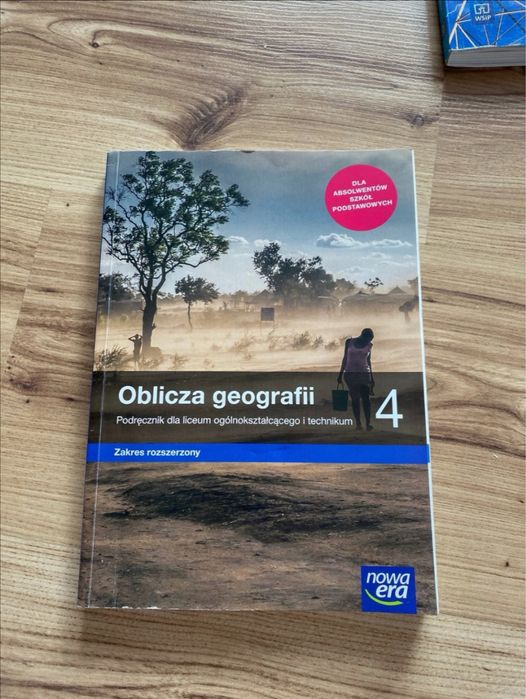 WSiP
DLA
ABSOLWENTÓW
SZKÓŁ
PODSTAWOWYCH
Oblicza geografii
4
Podręcznik dla liceum ogólnokształcącego i technikum
Zakres rozszerzony
nowa
era